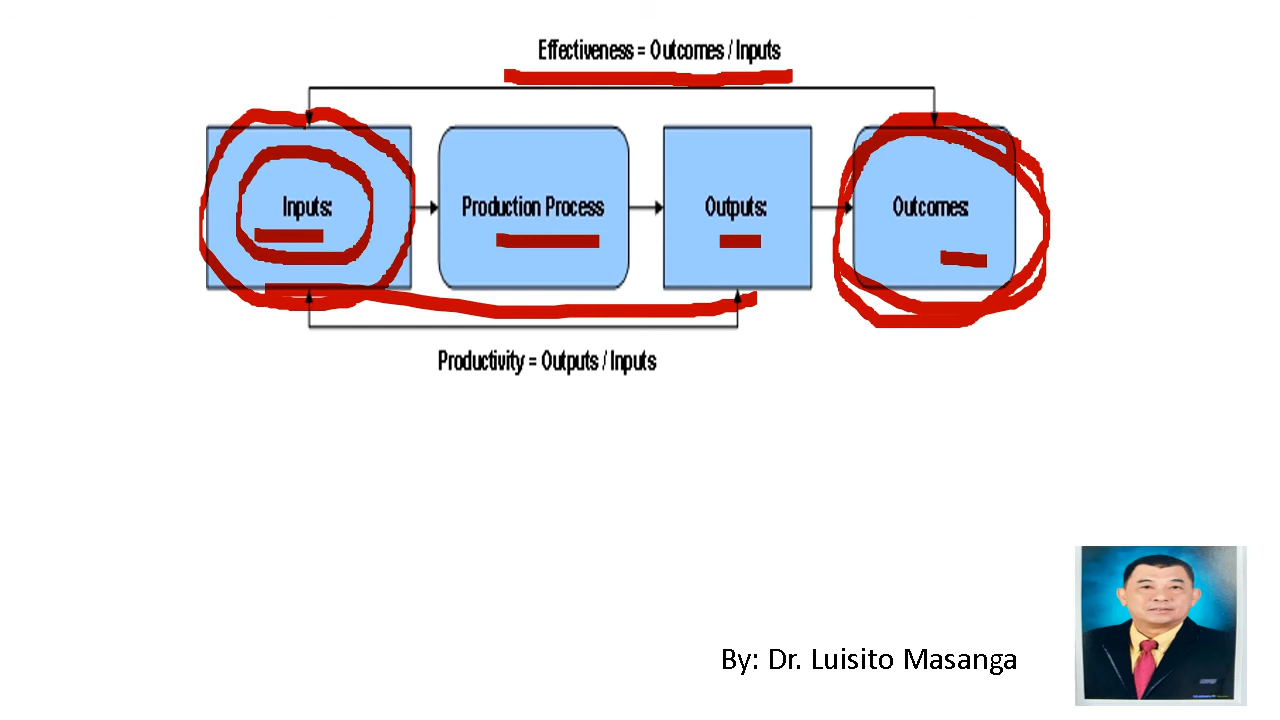 Effectiveness = Outcomes / Inputs
Inputs:
Production Process
Outputs:
Outcomes:
Productivity = Outputs / Inputs
By: Dr. Luisito Masanga